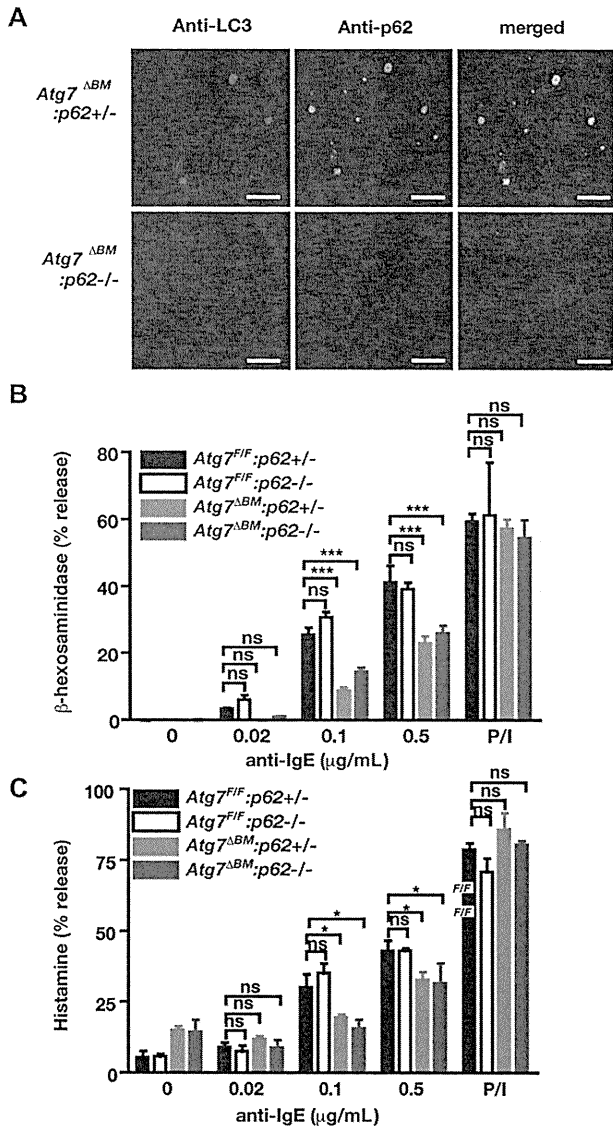 A
Anti-LC3 Anti-p62 merged
Atg7 ΔBM
:p62+/-
Atg7 ΔBM
:p62-/-
B
ns
ns
ns
80
Atg7F/F:p62+/-
Atg7F/F:p62-/-
Atg7ΔBM:p62+/-
Atg7ΔBM:p62-/-
***
***
ns
***
***
ns
ns
ns
ns
60
40
20
0
β-hexosaminidase (% release)
0 0.02 0.1 0.5 P/I
anti-IgE (μg/mL)
C
ns
ns
ns
100
Atg7F/F:p62+/-
Atg7F/F:p62-/-
Atg7ΔBM:p62+/-
Atg7ΔBM:p62-/-
F/F
F/F
*
*
ns
*
*
ns
ns
ns
ns
75
50
25
0
Histamine (% release)
0 0.02 0.1 0.5 P/I
anti-IgE (μg/mL)